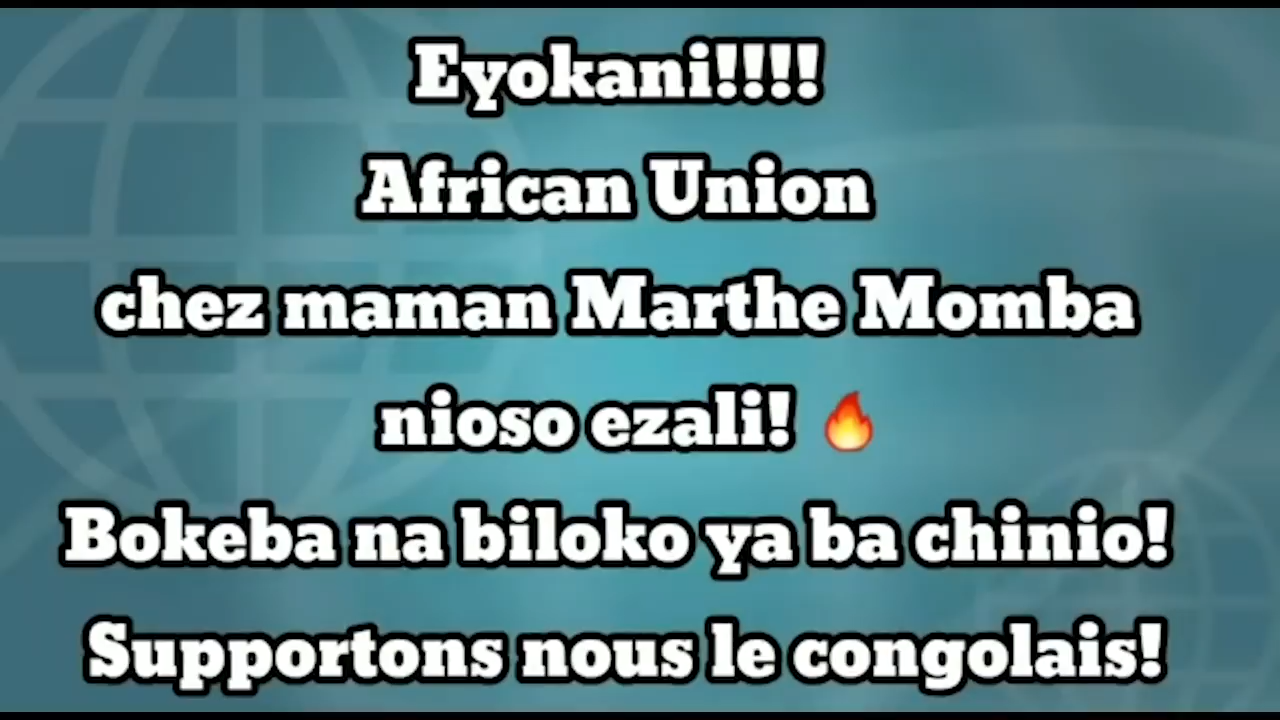 Eyokani!!!!
African Union
chez maman Marthe Momba
nioso ezali! 🔥
Bokeba na biloko ya ba chinio!
Supportons nous le congolais!